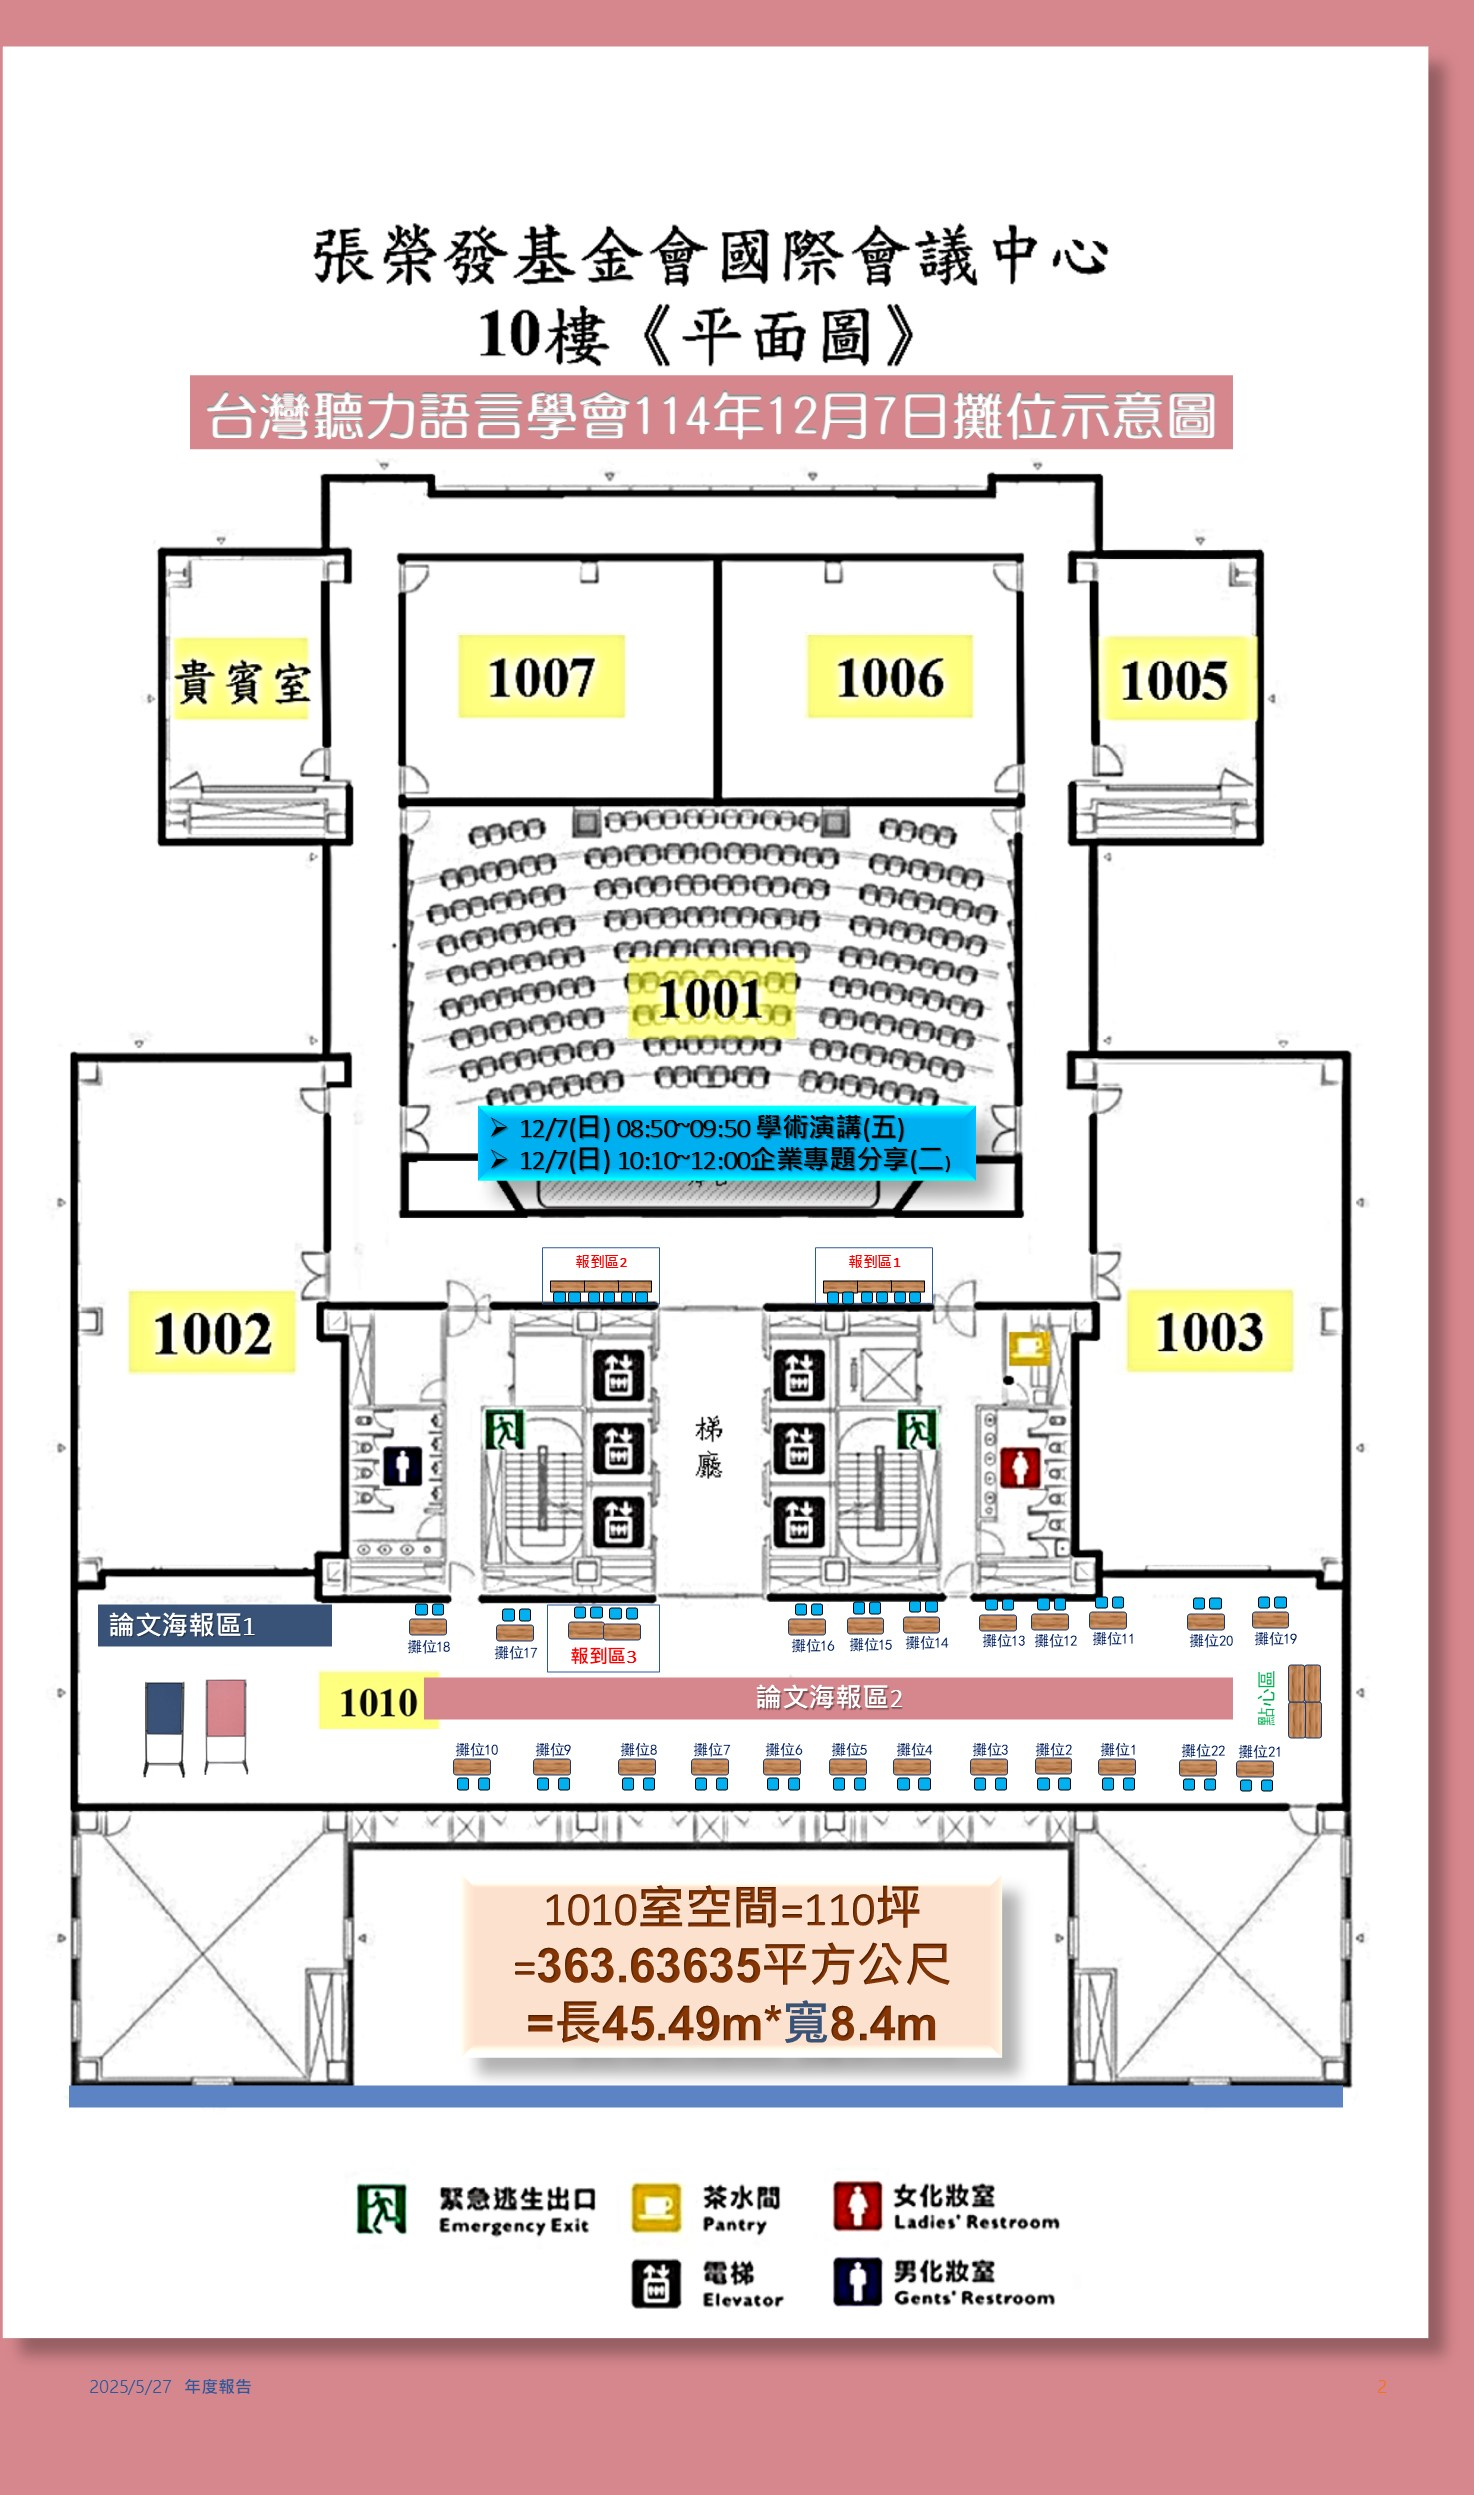 張榮發基金會國際會議中心
10樓《平面圖》
台灣聽力語言學會114年12月7日攤位示意圖
貴賓室
1007
1006
1005
1001
12/7(日) 08:50~09:50 學術演講(五)
12/7(日) 10:10~12:00企業專題分享(二)
報到區2
報到區1
1002
1003
梯廳
論文海報區1
攤位18
攤位17
報到區3
攤位16
攤位15
攤位14
攤位13
攤位12
攤位11
攤位20
攤位19
1010
論文海報區2
點心區
攤位10
攤位9
攤位8
攤位7
攤位6
攤位5
攤位4
攤位3
攤位2
攤位1
攤位22
攤位21
1010室空間=110坪
=363.63635平方公尺
=長45.49m*寬8.4m
緊急逃生出口
Emergency Exit
茶水間
Pantry
女化妝室
Ladies' Restroom
電梯
Elevator
男化妝室
Gents' Restroom
2025/5/27 年度報告
2